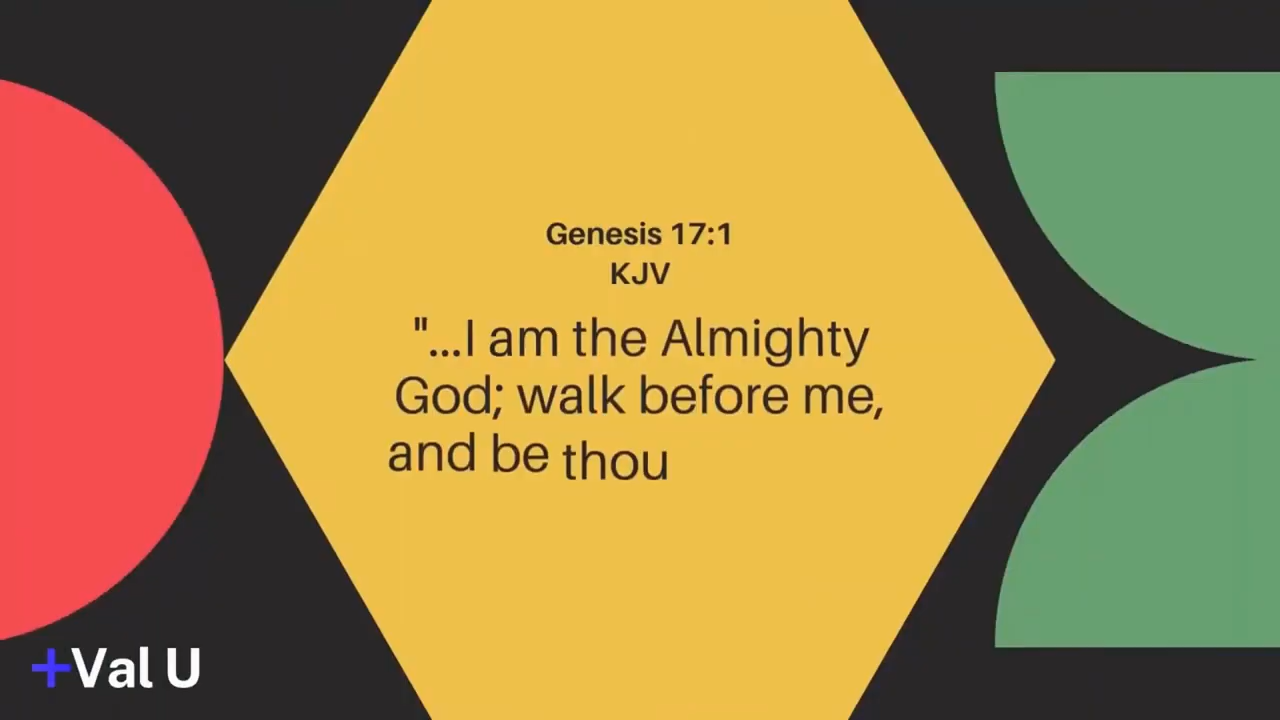 Genesis 17:1
KJV
"...I am the Almighty
God; walk before me,
and be thou
+Val U